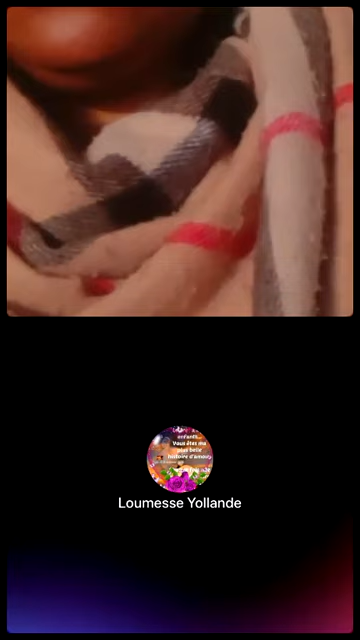 enfants...
Vous êtes ma
plus belle
histoire d'amour
Loumesse Yollande